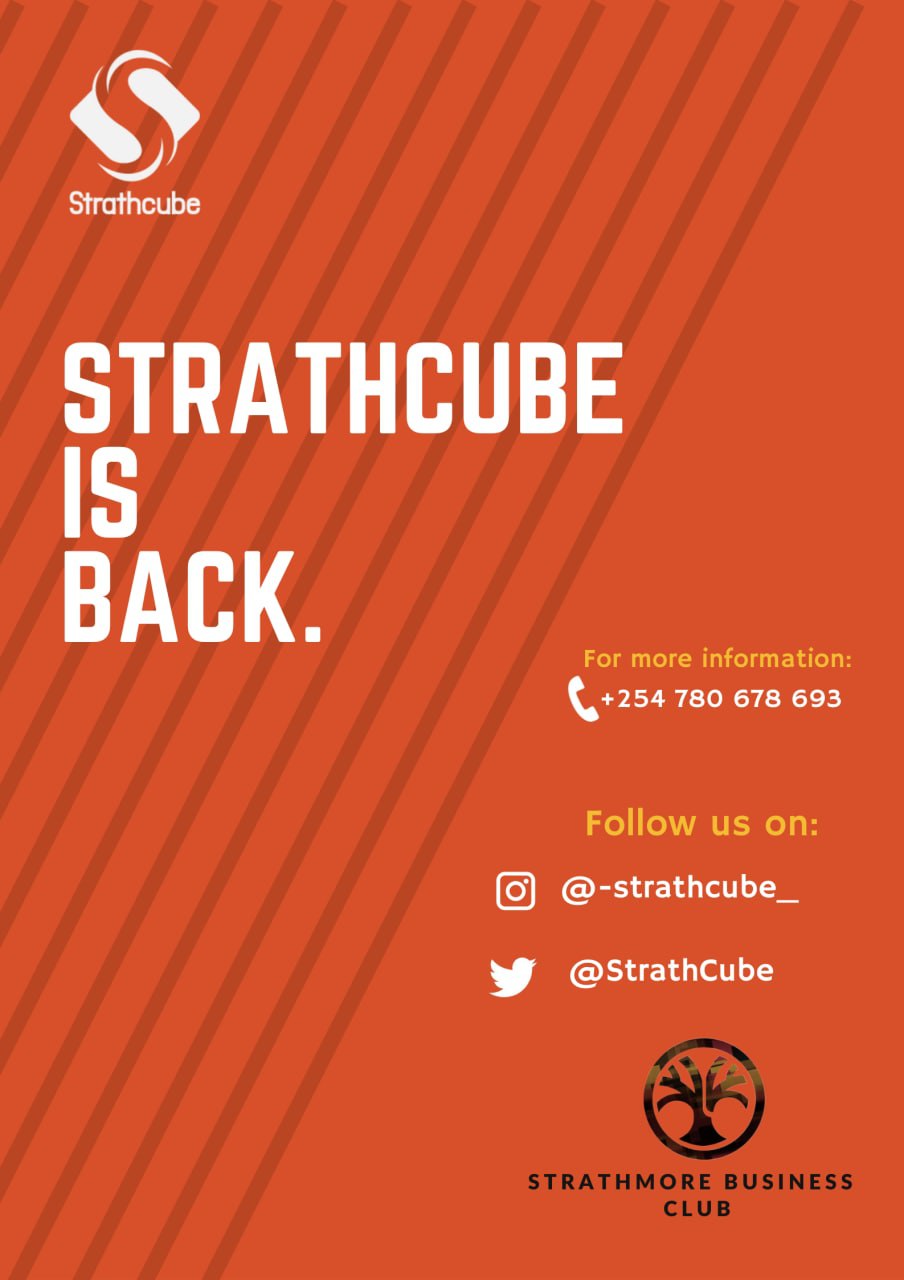 Strathcube
STRATHCUBE
IS
BACK.
For more information:
+254 780 678 693
Follow us on:
@-strathcube_
@StrathCube
STRATHMORE BUSINESS
CLUB